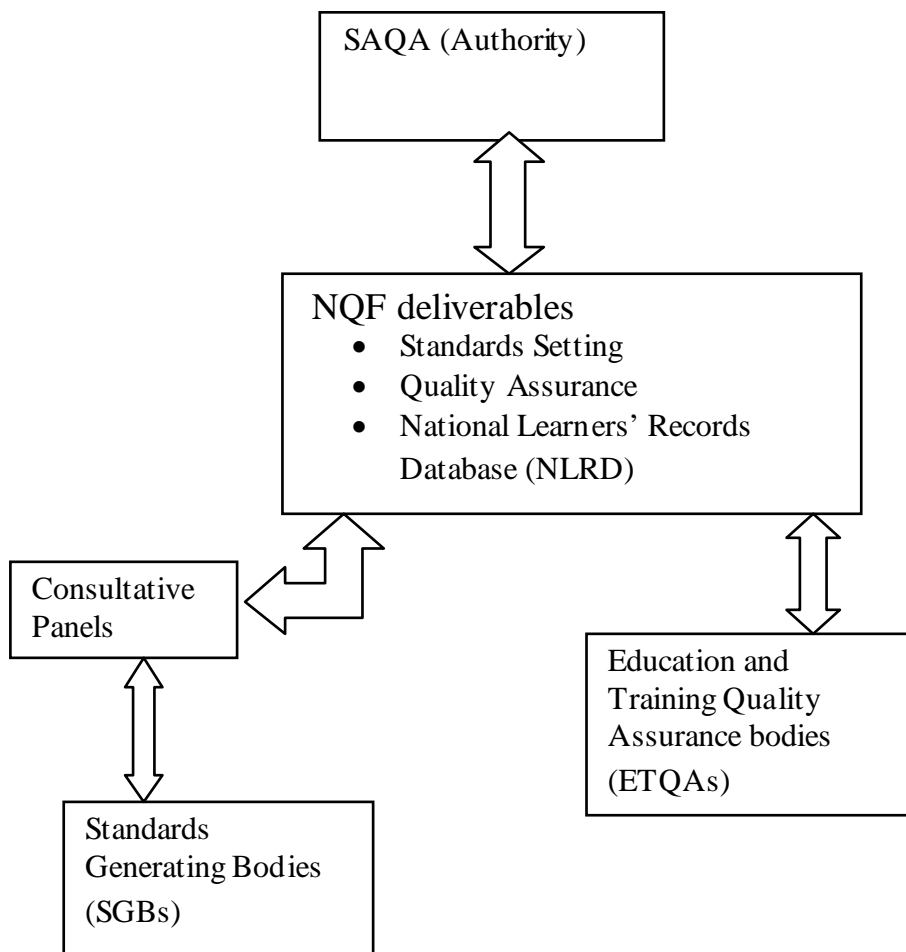 SAQA (Authority)
NQF deliverables
• Standards Setting
• Quality Assurance
• National Learners’ Records
Database (NLRD)
Consultative
Panels
Education and
Training Quality
Assurance bodies
(ETQAs)
Standards
Generating Bodies
(SGBs)